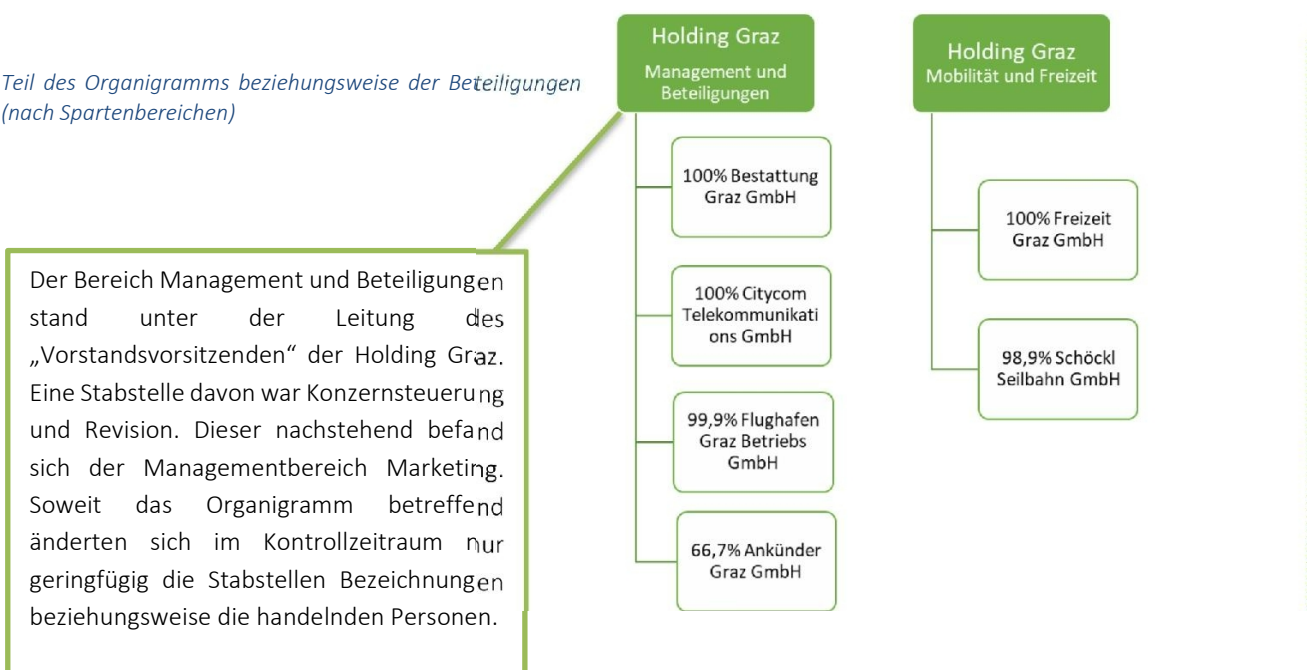 Teil des Organigramms beziehungsweise der Beteiligungen
(nach Spartenbereichen)
Der Bereich Management und Beteiligungen
stand unter der Leitung des
„Vorstandsvorsitzenden“ der Holding Graz.
Eine Stabstelle davon war Konzernsteuerung
und Revision. Dieser nachstehend befand
sich der Managementbereich Marketing.
Soweit das Organigramm betreffend
änderten sich im Kontrollzeitraum nur
geringfügig die Stabstellen Bezeichnungen
beziehungsweise die handelnden Personen.
Holding Graz
Management und
Beteiligungen
100% Bestattung
Graz GmbH
100% Citycom
Telekommunikati
ons GmbH
99,9% Flughafen
Graz Betriebs
GmbH
66,7% Ankünder
Graz GmbH
Holding Graz
Mobilität und Freizeit
100% Freizeit
Graz GmbH
98,9% Schöckl
Seilbahn GmbH